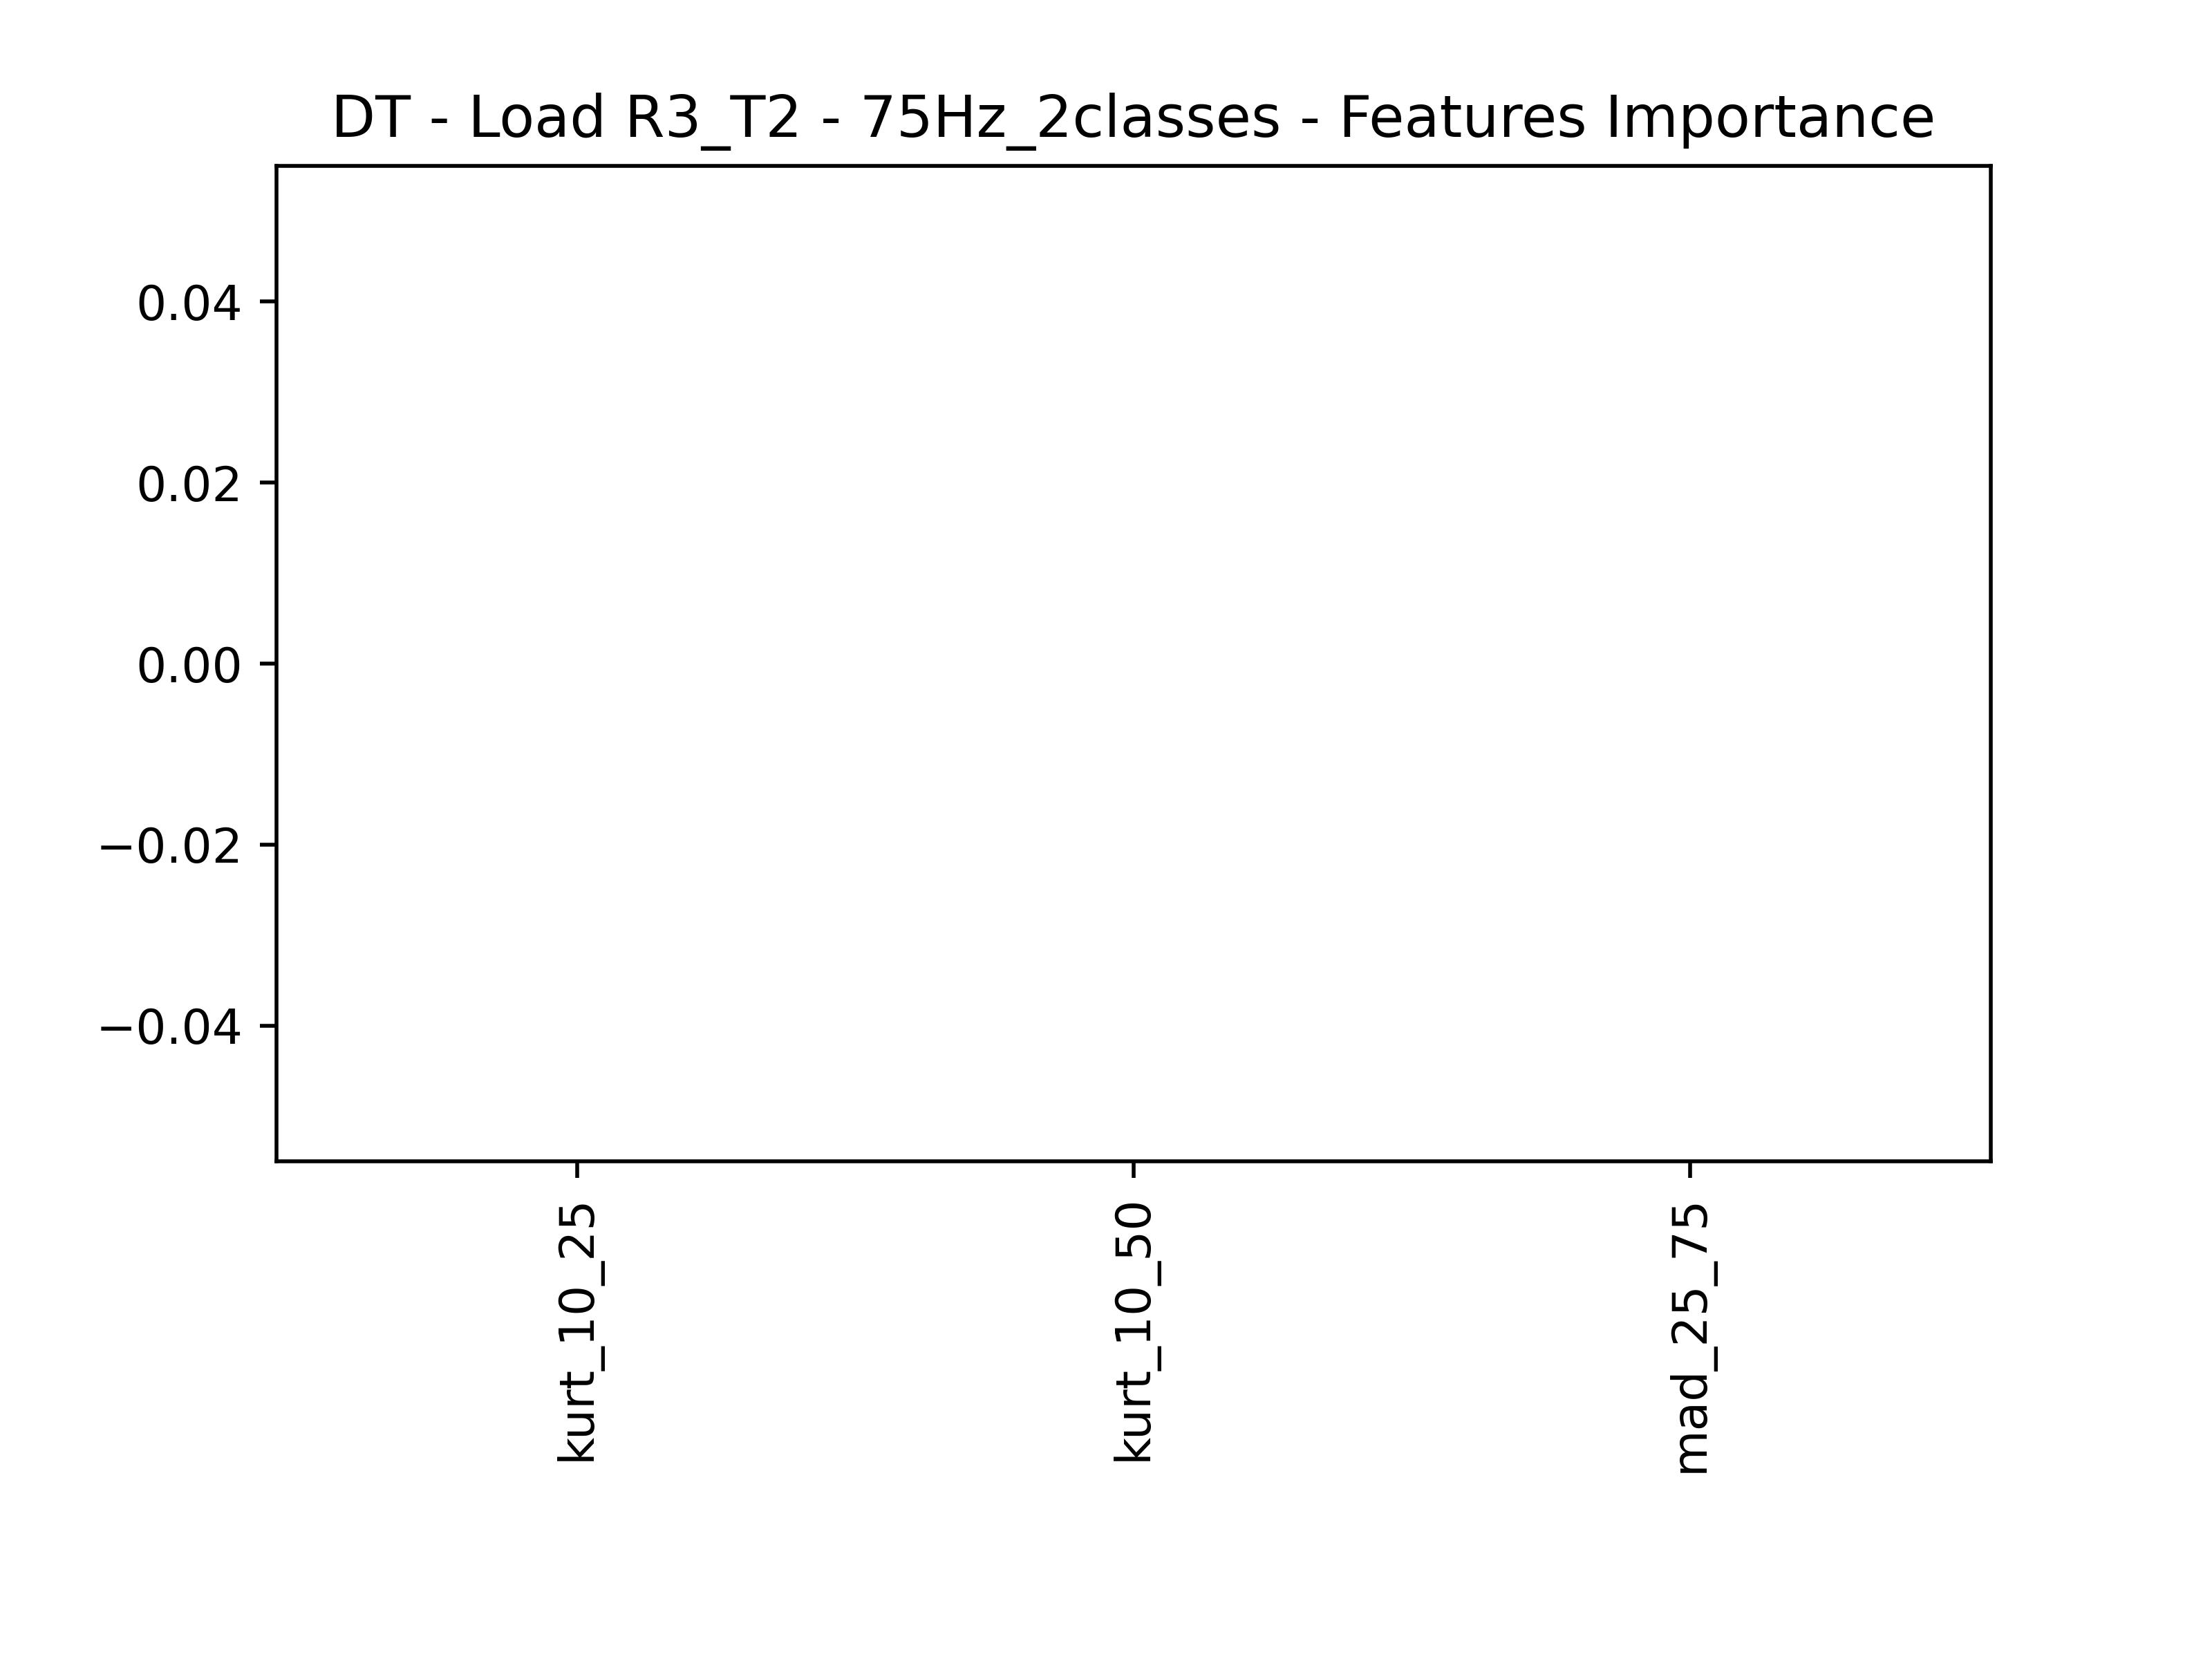 DT - Load R3_T2 - 75Hz_2classes - Features Importance
0.04
0.02
0.00
−0.02
−0.04
kurt_10_25
kurt_10_50
mad_25_75